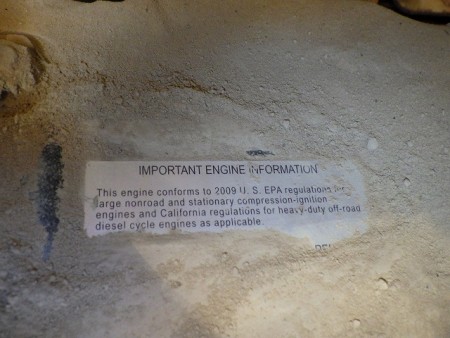 IMPORTANT ENGINE INFORMATION
This engine conforms to 2009 U. S. EPA regulations for
large nonroad and stationary compression-ignition
engines and California regulations for heavy-duty off-road
diesel cycle engines as applicable.